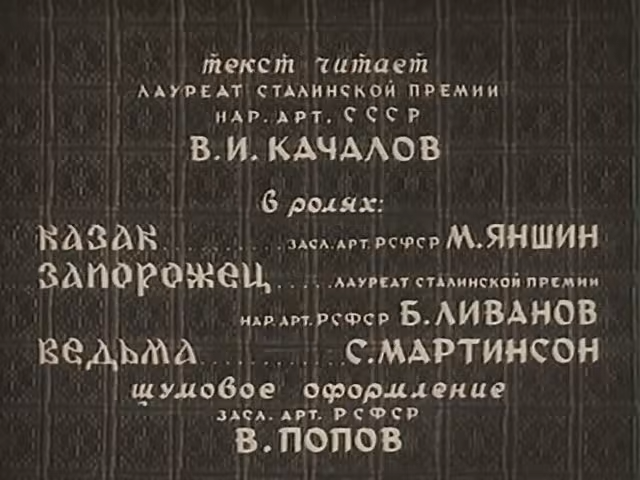 текст читает
ЛАУРЕАТ СТАЛИНСКОЙ ПРЕМИИ
НАР. АРТ. СССР
В.И. КАЧАЛОВ
в ролях:
КАЗАК.......... ЗАСЛ. АРТ. РСФСР М. ЯНШИН
ЗАПОРОЖЕЦ..... ЛАУРЕАТ СТАЛИНСКОЙ ПРЕМИИ
НАР. АРТ. РСФСР Б. ЛИВАНОВ
ВЕДЬМА............ С. МАРТИНСОН
шумовое оформление
ЗАСЛ. АРТ. РСФСР
В. ПОПОВ